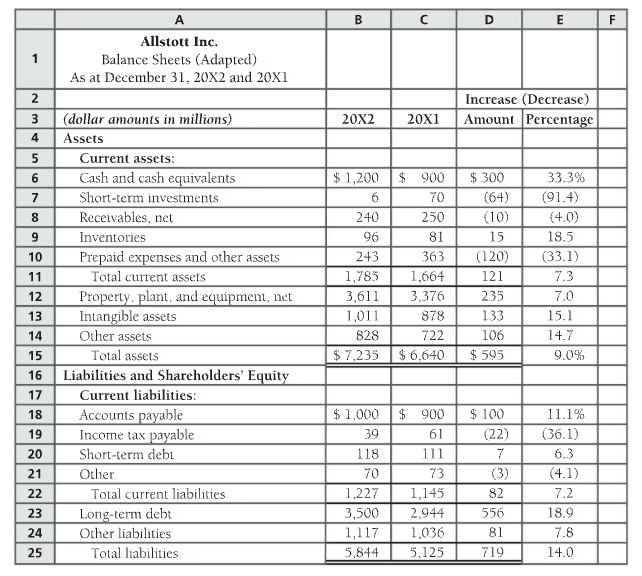 A B C D E F
1 Allstott Inc.
Balance Sheets (Adapted)
As at December 31, 20X2 and 20X1
2 Increase (Decrease)
3 (dollar amounts in millions) 20X2 20X1 Amount Percentage
4 Assets
5 Current assets:
6 Cash and cash equivalents $ 1,200 $ 900 $ 300 33.3%
7 Short-term investments 6 70 (64) (91.4)
8 Receivables, net 240 250 (10) (4.0)
9 Inventories 96 81 15 18.5
10 Prepaid expenses and other assets 243 363 (120) (33.1)
11 Total current assets 1,785 1,664 121 7.3
12 Property, plant, and equipment, net 3,611 3,376 235 7.0
13 Intangible assets 1,011 878 133 15.1
14 Other assets 828 722 106 14.7
15 Total assets $ 7,235 $ 6,640 $ 595 9.0%
16 Liabilities and Shareholders' Equity
17 Current liabilities:
18 Accounts payable $ 1,000 $ 900 $ 100 11.1%
19 Income tax payable 39 61 (22) (36.1)
20 Short-term debt 118 111 7 6.3
21 Other 70 73 (3) (4.1)
22 Total current liabilities 1,227 1,145 82 7.2
23 Long-term debt 3,500 2,944 556 18.9
24 Other liabilities 1,117 1,036 81 7.8
25 Total liabilities 5,844 5,125 719 14.0